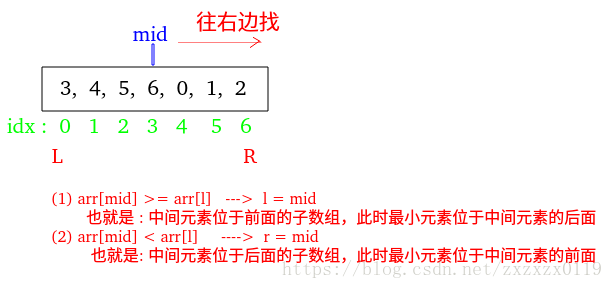 往右边找
mid
3, 4, 5, 6, 0, 1, 2
idx : 0 1 2 3 4 5 6
L R
(1) arr[mid] >= arr[l] ---> l = mid
也就是 : 中间元素位于前面的子数组，此时最小元素位于中间元素的后面
(2) arr[mid] < arr[l] ----> r = mid
也就是: 中间元素位于后面的子数组，此时最小元素位于中间元素的前面
https://blog.csdn.net/zxzxzx0119